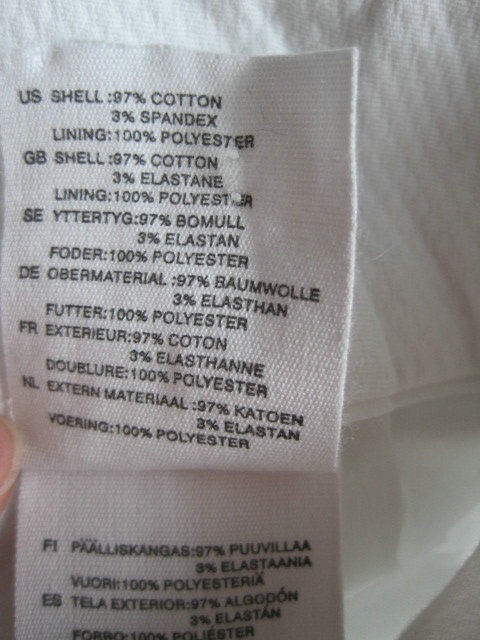 US SHELL :97% COTTON
3% SPANDEX
LINING:100% POLYESTER
GB SHELL :97% COTTON
3% ELASTANE
LINING:100% POLYESTER
SE YTTERTYG:97% BOMULL
3% ELASTAN
FODER:100% POLYESTER
DE OBERMATERIAL :97% BAUMWOLLE
3% ELASTHAN
FUTTER:100% POLYESTER
FR EXTERIEUR:97% COTON
3% ELASTHANNE
DOUBLURE:100% POLYESTER
NL EXTERN MATERIAAL :97% KATOEN
3% ELASTAN
VOERING:100% POLYESTER
FI PÄÄLLISKANGAS:97% PUUVILLAA
3% ELASTAANIA
VUORI:100% POLYESTERIÄ
ES TELA EXTERIOR:97% ALGODÓN
3% ELASTÁN
FORRO:100% POLIÉSTER